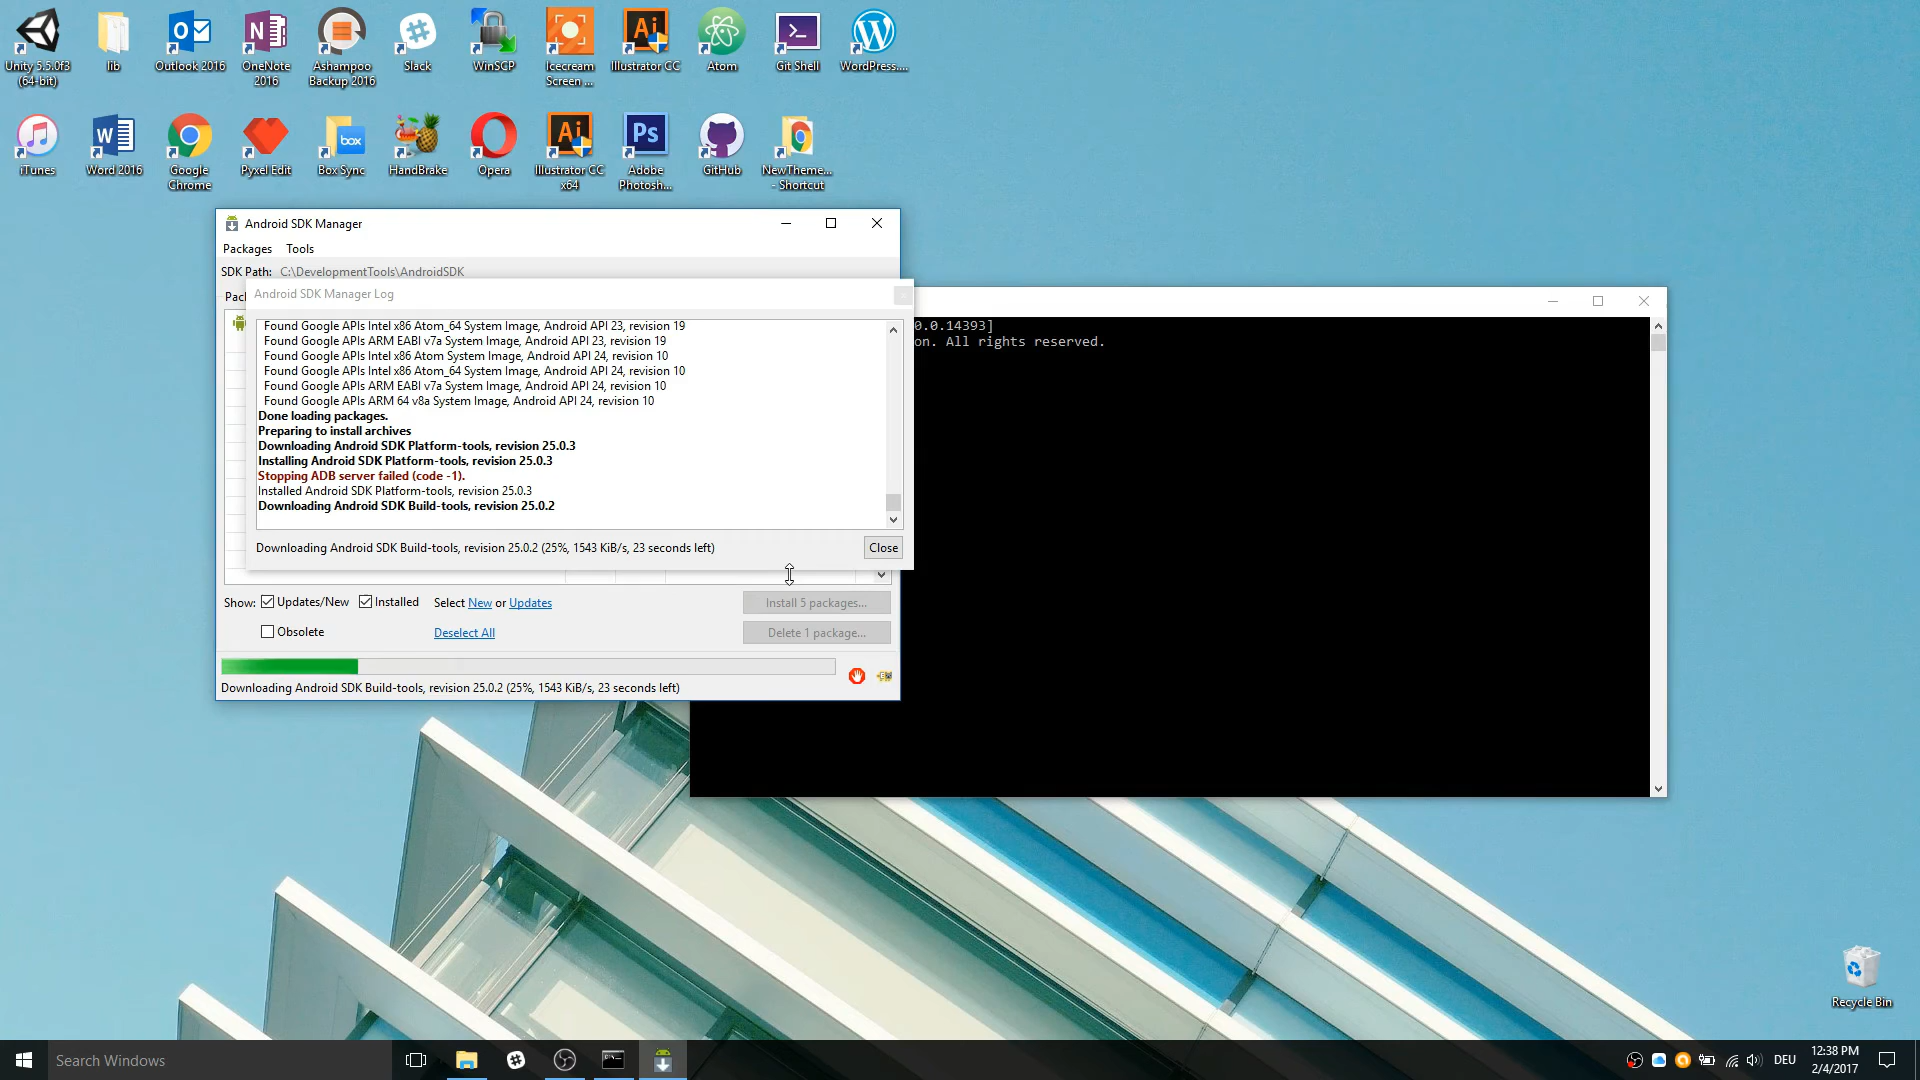 Unity 5.5.0f3
(64-bit)
lib
Outlook 2016
OneNote
2016
Ashampoo
Backup 2016
Slack
WinSCP
Icecream
Screen ...
Illustrator CC
Atom
Git Shell
WordPress....
iTunes
Word 2016
Google
Chrome
Pyxel Edit
Box Sync
HandBrake
Opera
Illustrator CC
x64
Adobe
Photosh...
GitHub
NewTheme...
- Shortcut
Android SDK Manager
Packages Tools
SDK Path: C:\DevelopmentTools\AndroidSDK
Pac
Android SDK Manager Log
Found Google APIs Intel x86 Atom_64 System Image, Android API 23, revision 19
Found Google APIs ARM EABI v7a System Image, Android API 23, revision 19
Found Google APIs Intel x86 Atom System Image, Android API 24, revision 10
Found Google APIs Intel x86 Atom_64 System Image, Android API 24, revision 10
Found Google APIs ARM EABI v7a System Image, Android API 24, revision 10
Found Google APIs ARM 64 v8a System Image, Android API 24, revision 10
Done loading packages.
Preparing to install archives
Downloading Android SDK Platform-tools, revision 25.0.3
Installing Android SDK Platform-tools, revision 25.0.3
Stopping ADB server failed (code -1).
Installed Android SDK Platform-tools, revision 25.0.3
Downloading Android SDK Build-tools, revision 25.0.2
Downloading Android SDK Build-tools, revision 25.0.2 (25%, 1543 KiB/s, 23 seconds left)
Close
Show: Updates/New Installed Select New or Updates
Install 5 packages...
Obsolete Deselect All
Delete 1 package...
Downloading Android SDK Build-tools, revision 25.0.2 (25%, 1543 KiB/s, 23 seconds left)
0.0.14393]
on. All rights reserved.
Recycle Bin
Search Windows
DEU
12:38 PM
2/4/2017